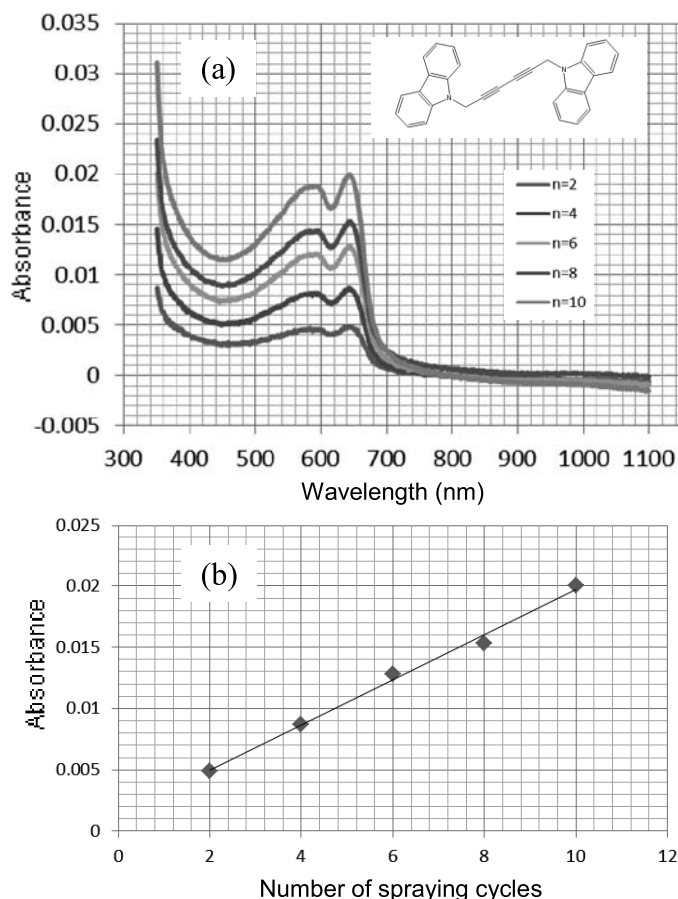 (a)
0.035
0.03
0.025
0.02
0.015
0.01
0.005
0
-0.005
Absorbance
N
N
n=2
n=4
n=6
n=8
n=10
300 400 500 600 700 800 900 1000 1100
Wavelength (nm)
(b)
0.025
0.02
0.015
0.01
0.005
0
Absorbance
0 2 4 6 8 10 12
Number of spraying cycles